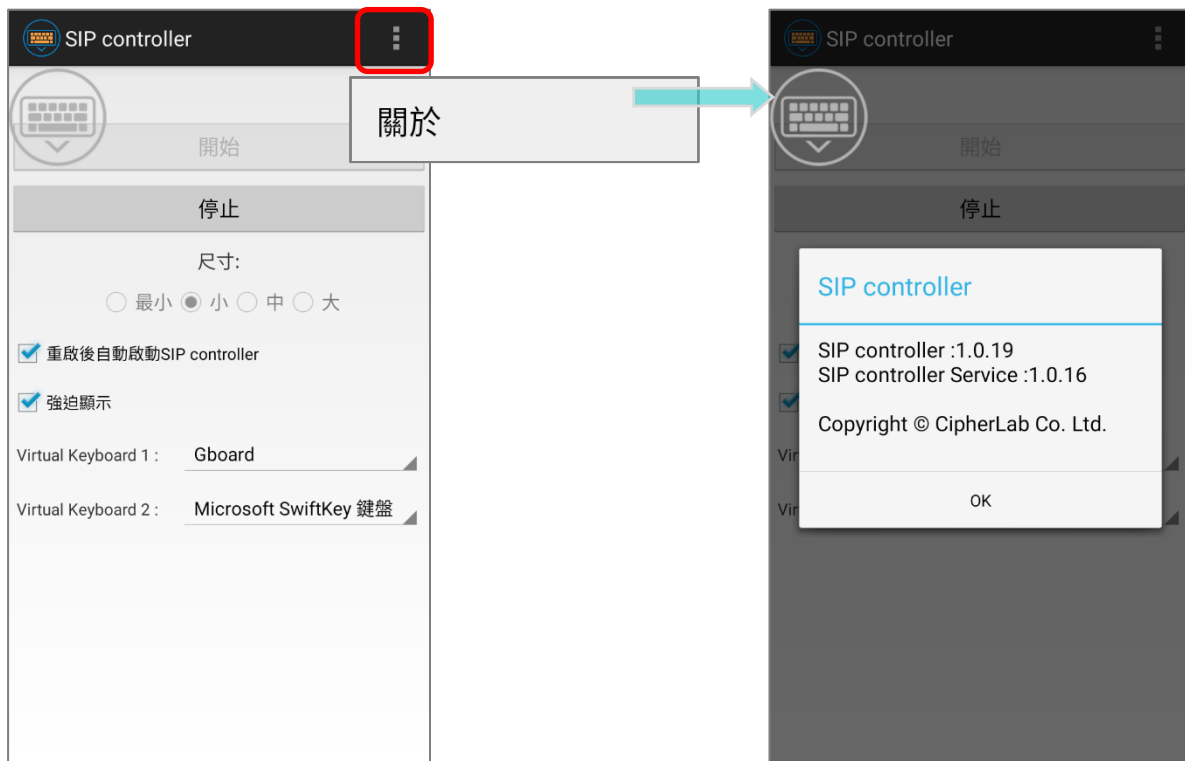 SIP controller
關於
開始
停止
尺寸:
最小 小 中 大
重啟後自動啟動SIP controller
強迫顯示
Virtual Keyboard 1 : Gboard
Virtual Keyboard 2 : Microsoft SwiftKey 鍵盤
SIP controller
開始
停止
SIP controller
SIP controller :1.0.19
SIP controller Service :1.0.16
Copyright © CipherLab Co. Ltd.
Vir
Vir
OK